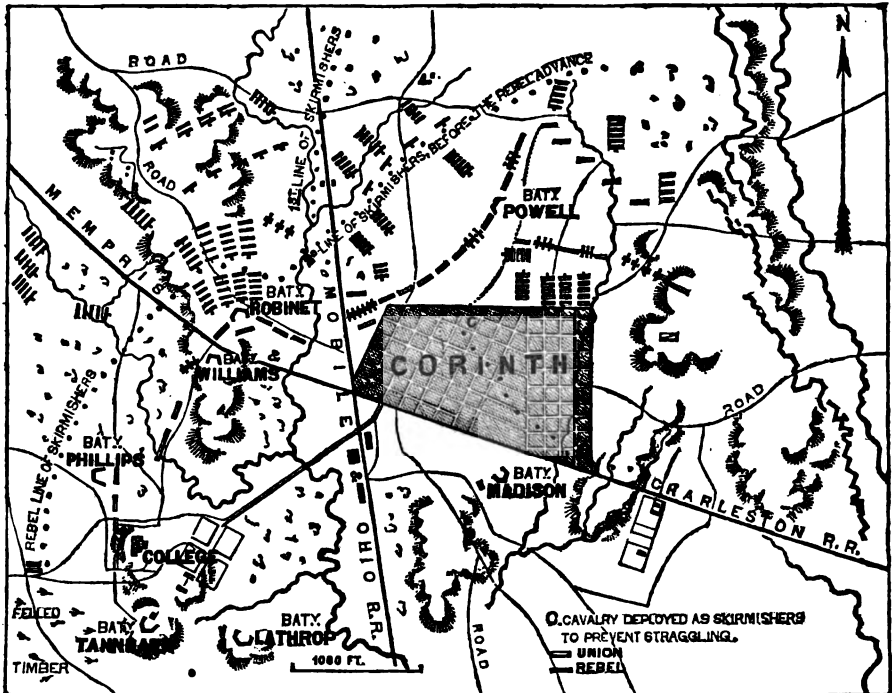 N
ROAD
1ST LINE OF SKIRMISHERS
LINE OF SKIRMISHERS, BEFORE THE REBEL ADVANCE
ROAD
MEMPHIS
BATY. POWELL
BATY. ROBINET
MOBILE & OHIO R.R.
C
CORINTH
BATY. WILLIAMS
&
ROAD
REBEL LINE OF SKIRMISHERS
BATY. PHILLIPS
BATY. MADISON
CHARLESTON R.R.
COLLEGE
FELLED
TIMBER
BATY. TANNRATH
BATY. LATHROP
1000 FT.
ROAD
O. CAVALRY DEPLOYED AS SKIRMISHERS
TO PREVENT STRAGGLING.
UNION
REBEL